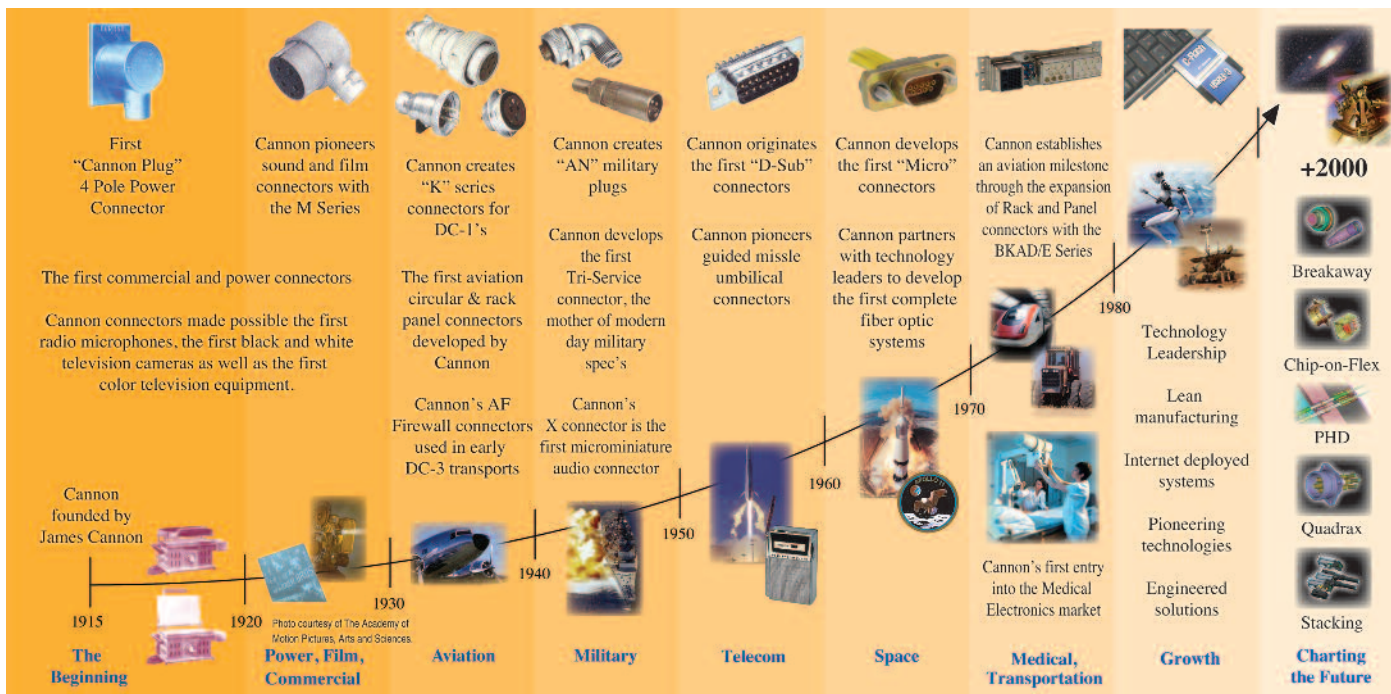 First
“Cannon Plug”
4 Pole Power
Connector
Cannon pioneers
sound and film
connectors with
the M Series
The first commercial and power connectors
Cannon connectors made possible the first
radio microphones, the first black and white
television cameras as well as the first
color television equipment.
Cannon
founded by
James Cannon
1915
The
Beginning
1920
Photo courtesy of The Academy of
Motion Pictures, Arts and Sciences.
Power, Film,
Commercial
1930
Cannon creates
“K” series
connectors for
DC-1's
The first aviation
circular & rack
panel connectors
developed by
Cannon
Cannon's AF
Firewall connectors
used in early
DC-3 transports
Aviation
1940
Cannon creates
“AN” military
plugs
Cannon develops
the first
Tri-Service
connector, the
mother of modern
day military
spec's
Cannon's
X connector is the
first microminiature
audio connector
Military
1950
Cannon originates
the first “D-Sub”
connectors
Cannon pioneers
guided missle
umbilical
connectors
Telecom
1960
Cannon develops
the first “Micro”
connectors
Cannon partners
with technology
leaders to develop
the first complete
fiber optic
systems
APOLLO 11
Space
1970
Cannon establishes
an aviation milestone
through the expansion
of Rack and Panel
connectors with the
BKAD/E Series
Cannon's first entry
into the Medical
Electronics market
Medical,
Transportation
1980
C-Flash
Technology
Leadership
Lean
manufacturing
Internet deployed
systems
Pioneering
technologies
Engineered
solutions
Growth
+2000
Breakaway
Chip-on-Flex
PHD
Quadrax
Stacking
Charting
the Future